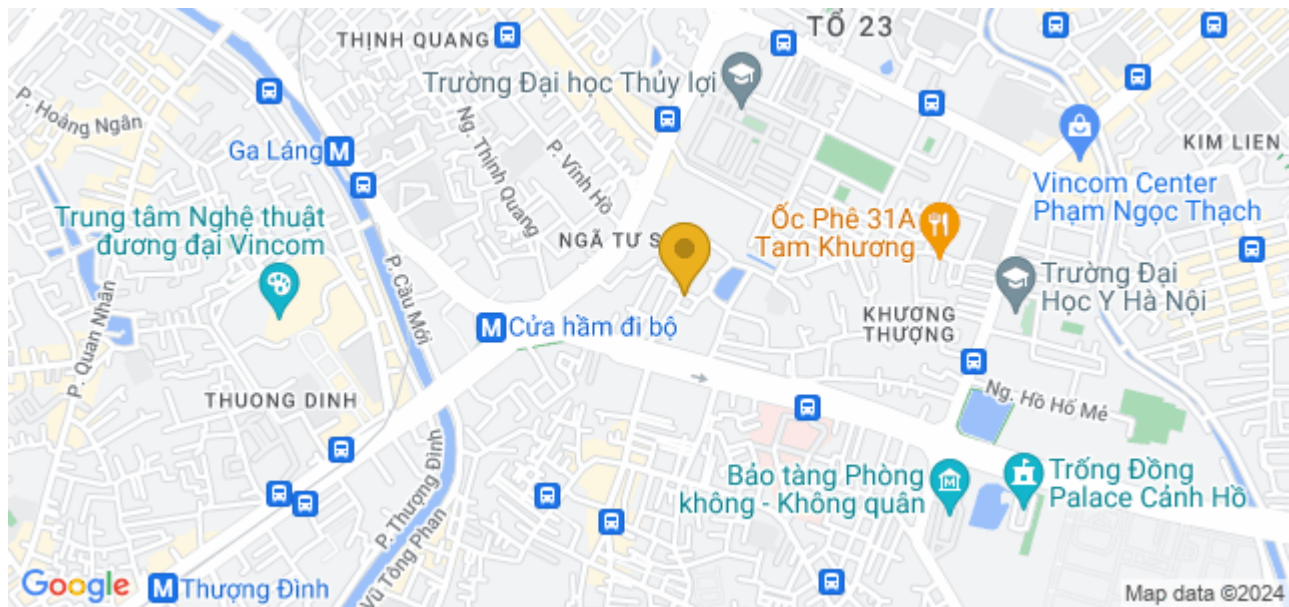 TỔ 23
THỊNH QUANG
Trường Đại học Thủy lợi
P. Hoàng Ngân
Ng. Thịnh Quang
P. Vĩnh Hồ
Ga Láng
KIM LIEN
Vincom Center
Phạm Ngọc Thạch
Trung tâm Nghệ thuật
đương đại Vincom
Ốc Phê 31A
Tam Khương
NGÃ TƯ S
P. Cầu Mới
Trường Đại
Học Y Hà Nội
P. Quan Nhân
Cửa hầm đi bộ
KHƯƠNG
THƯỢNG
THUONG DINH
Ng. Hồ Hố Mẻ
P. Thượng Đình
Vũ Tông Phan
Bảo tàng Phòng
không - Không quân
Trống Đồng
Palace Cảnh Hồ
Google
Thượng Đình
Map data ©2024